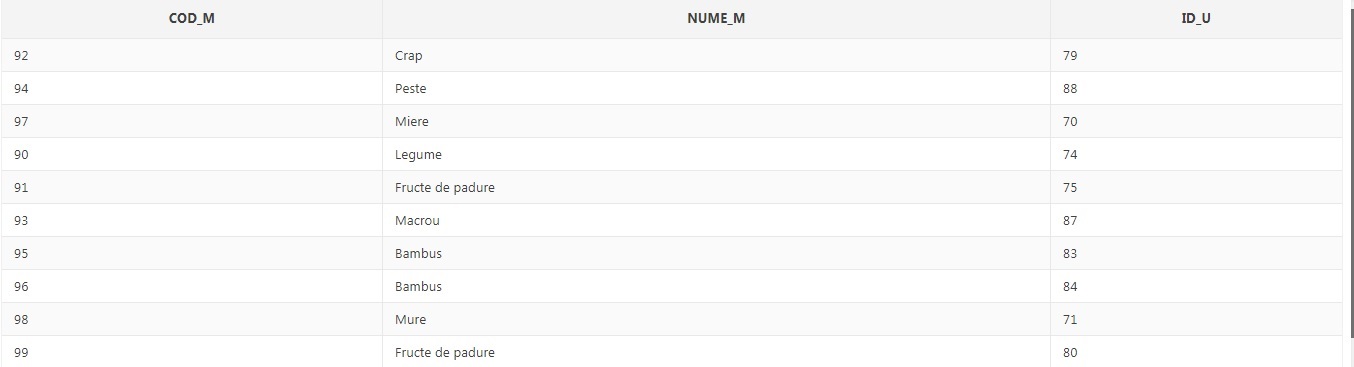 COD_M NUME_M ID_U
92 Crap 79
94 Peste 88
97 Miere 70
90 Legume 74
91 Fructe de padure 75
93 Macrou 87
95 Bambus 83
96 Bambus 84
98 Mure 71
99 Fructe de padure 80